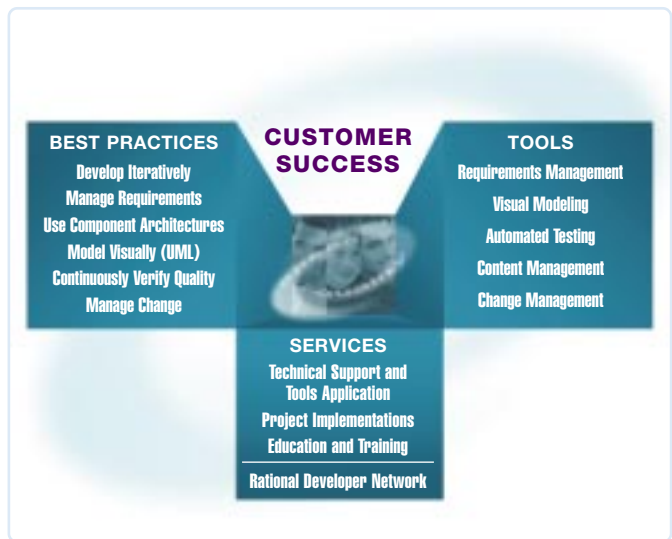 CUSTOMER
SUCCESS
BEST PRACTICES
Develop Iteratively
Manage Requirements
Use Component Architectures
Model Visually (UML)
Continuously Verify Quality
Manage Change
TOOLS
Requirements Management
Visual Modeling
Automated Testing
Content Management
Change Management
SERVICES
Technical Support and
Tools Application
Project Implementations
Education and Training
Rational Developer Network